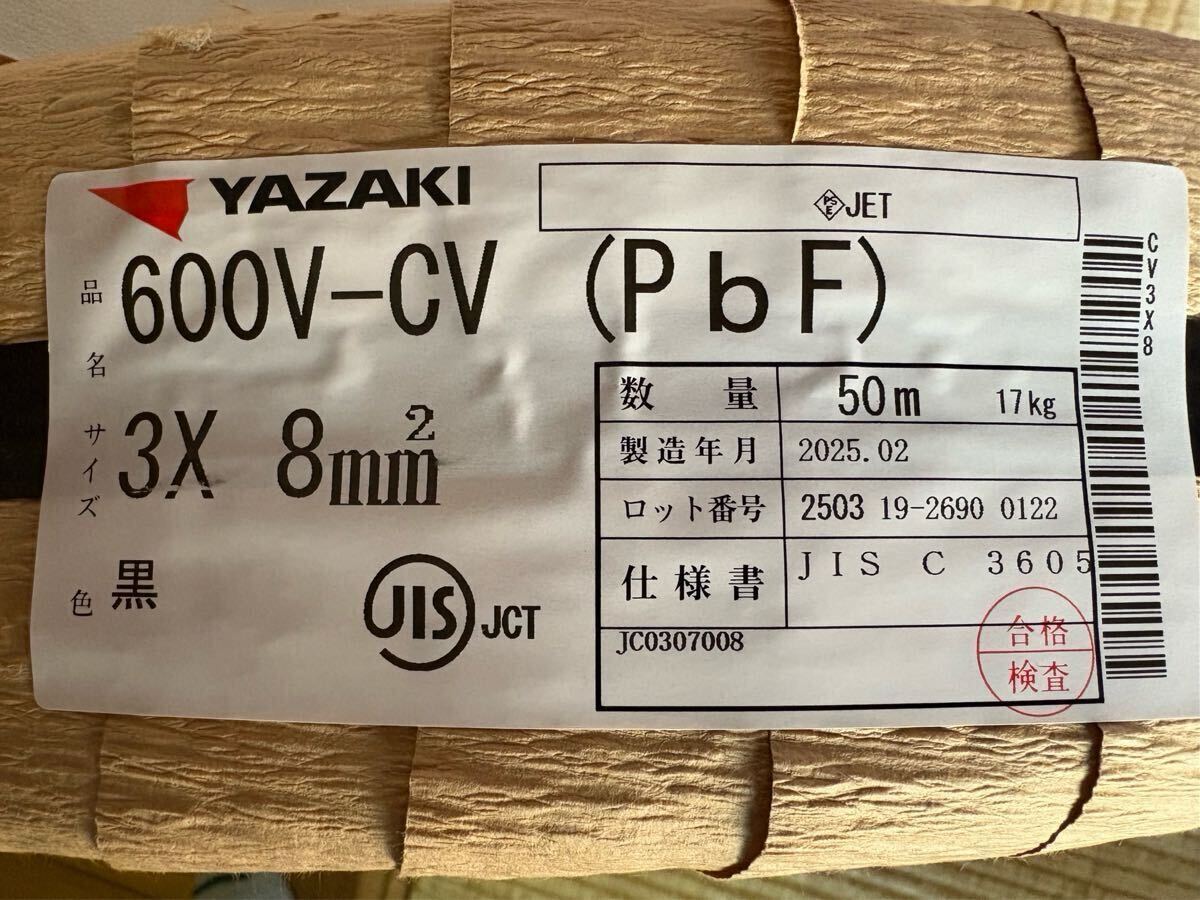 YAZAKI
PS E JET
品名 600V-CV (PbF)
サイズ 3X 8mm²
色 黒
JIS JCT
数量 50m 17kg
製造年月 2025.02
ロット番号 2503 19-2690 0122
仕様書 JIS C 3605
JC0307008
合格
検査
CV3X8